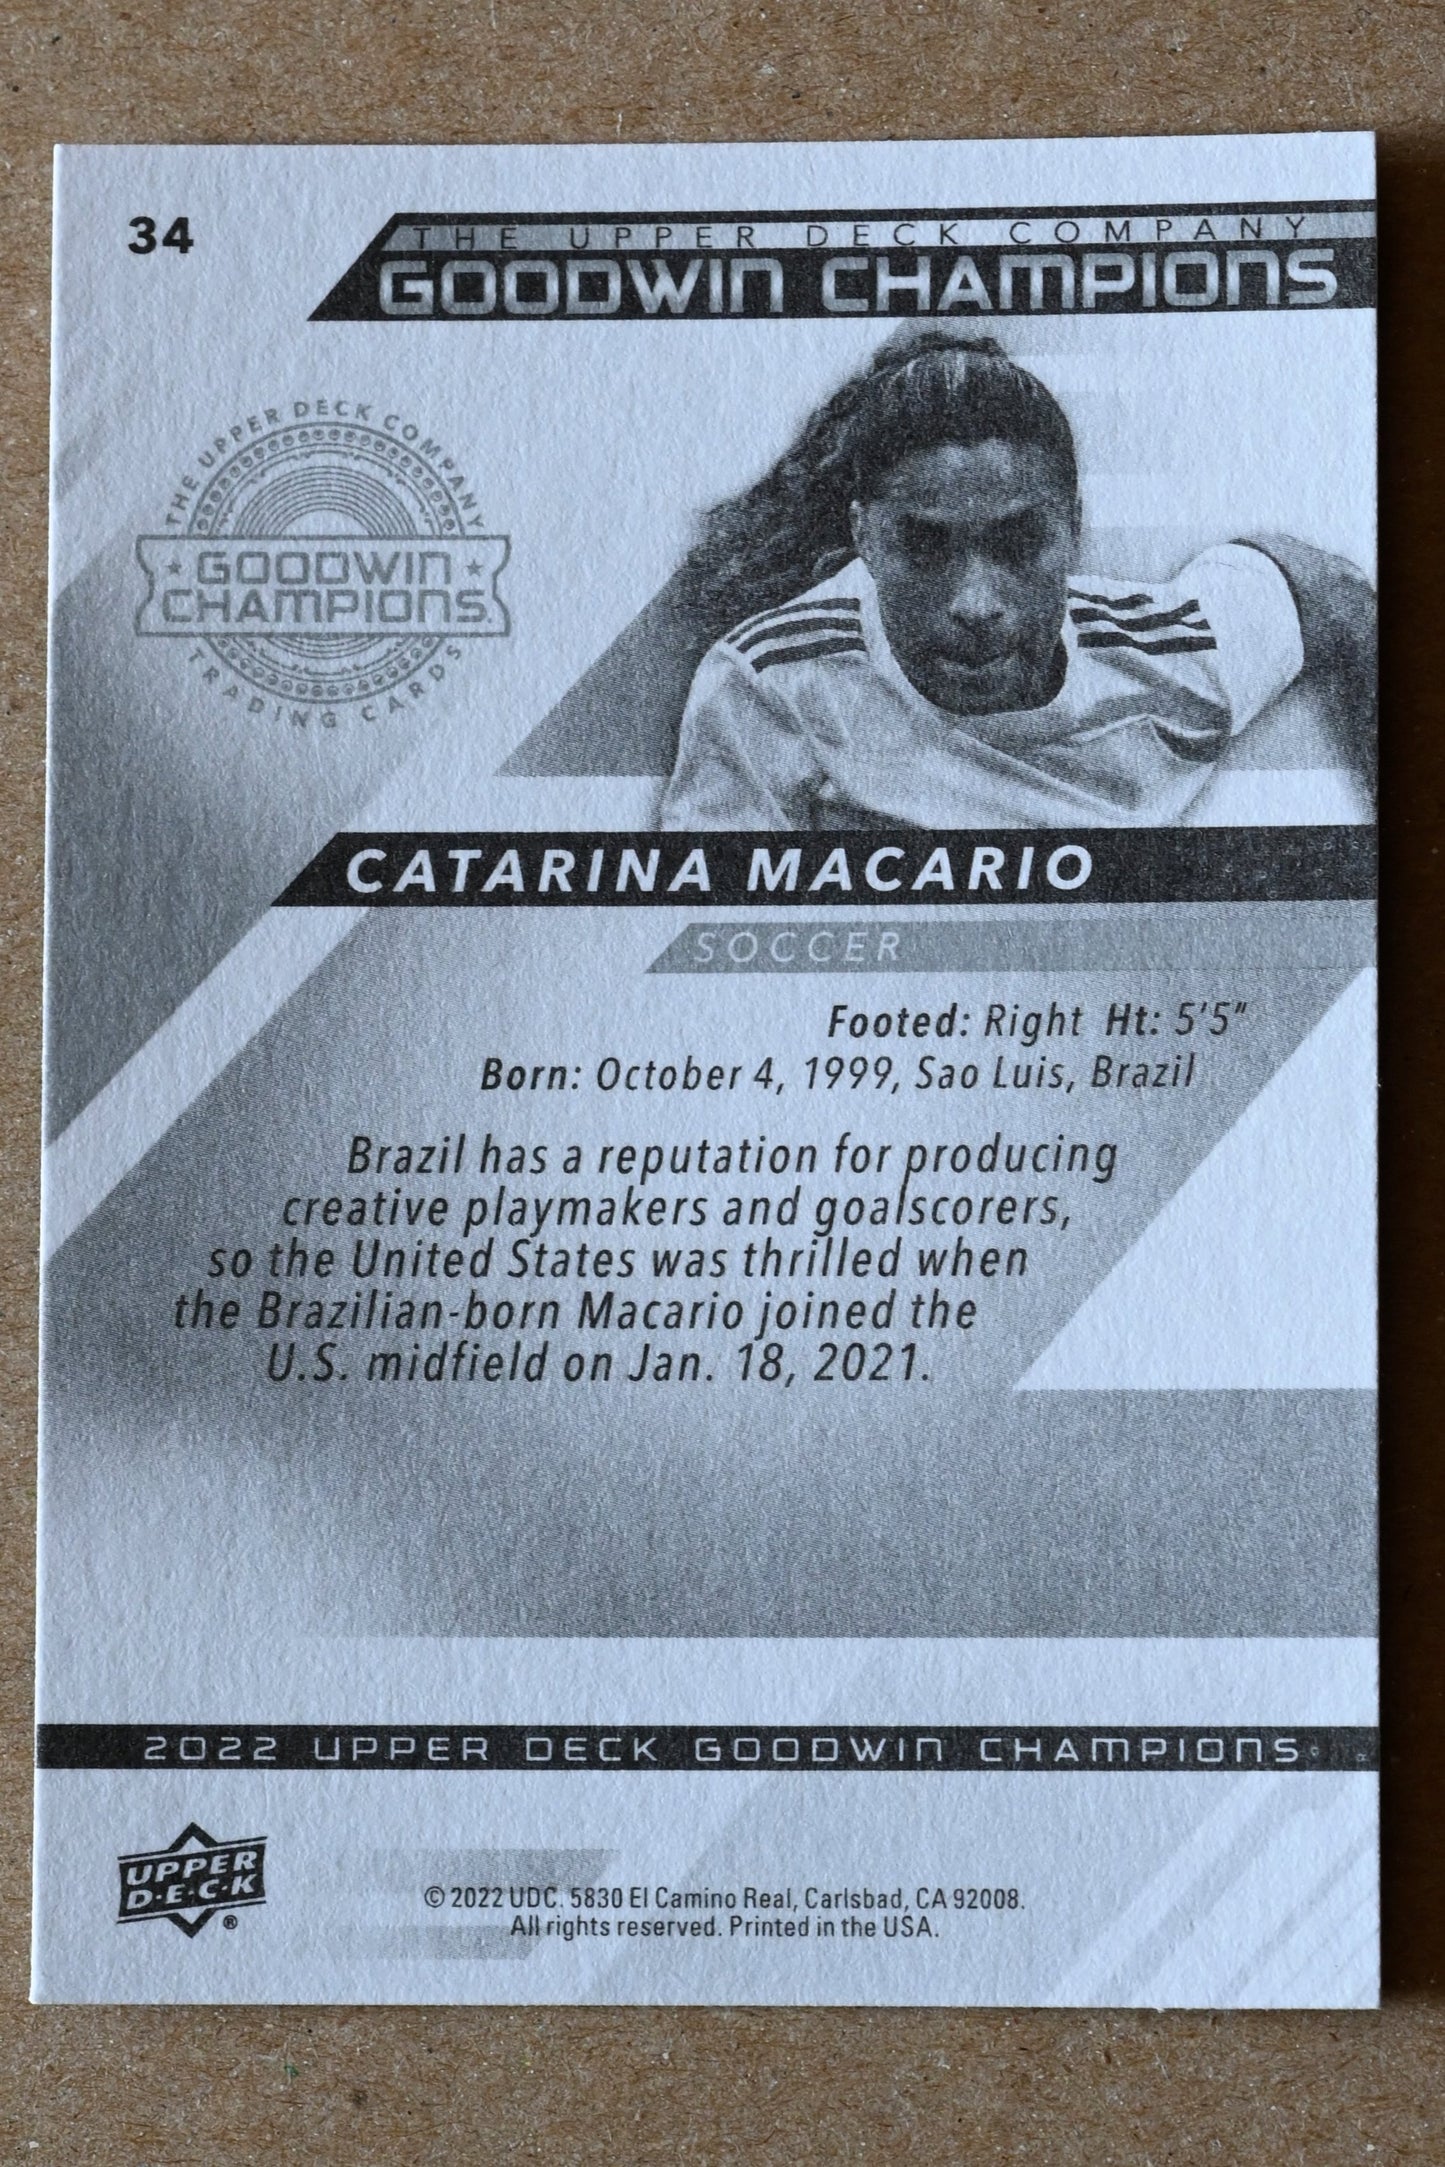 34
THE UPPER DECK COMPANY
GOODWIN CHAMPIONS
THE UPPER DECK COMPANY
GOODWIN
CHAMPIONS
TRADING CARDS
CATARINA MACARIO
SOCCER
Footed: Right Ht: 5'5"
Born: October 4, 1999, Sao Luis, Brazil
Brazil has a reputation for producing
creative playmakers and goalscorers,
so the United States was thrilled when
the Brazilian-born Macario joined the
U.S. midfield on Jan. 18, 2021.
2022 UPPER DECK GOODWIN CHAMPIONS
UPPER
D·E·C·K
®
© 2022 UDC. 5830 El Camino Real, Carlsbad, CA 92008.
All rights reserved. Printed in the USA.